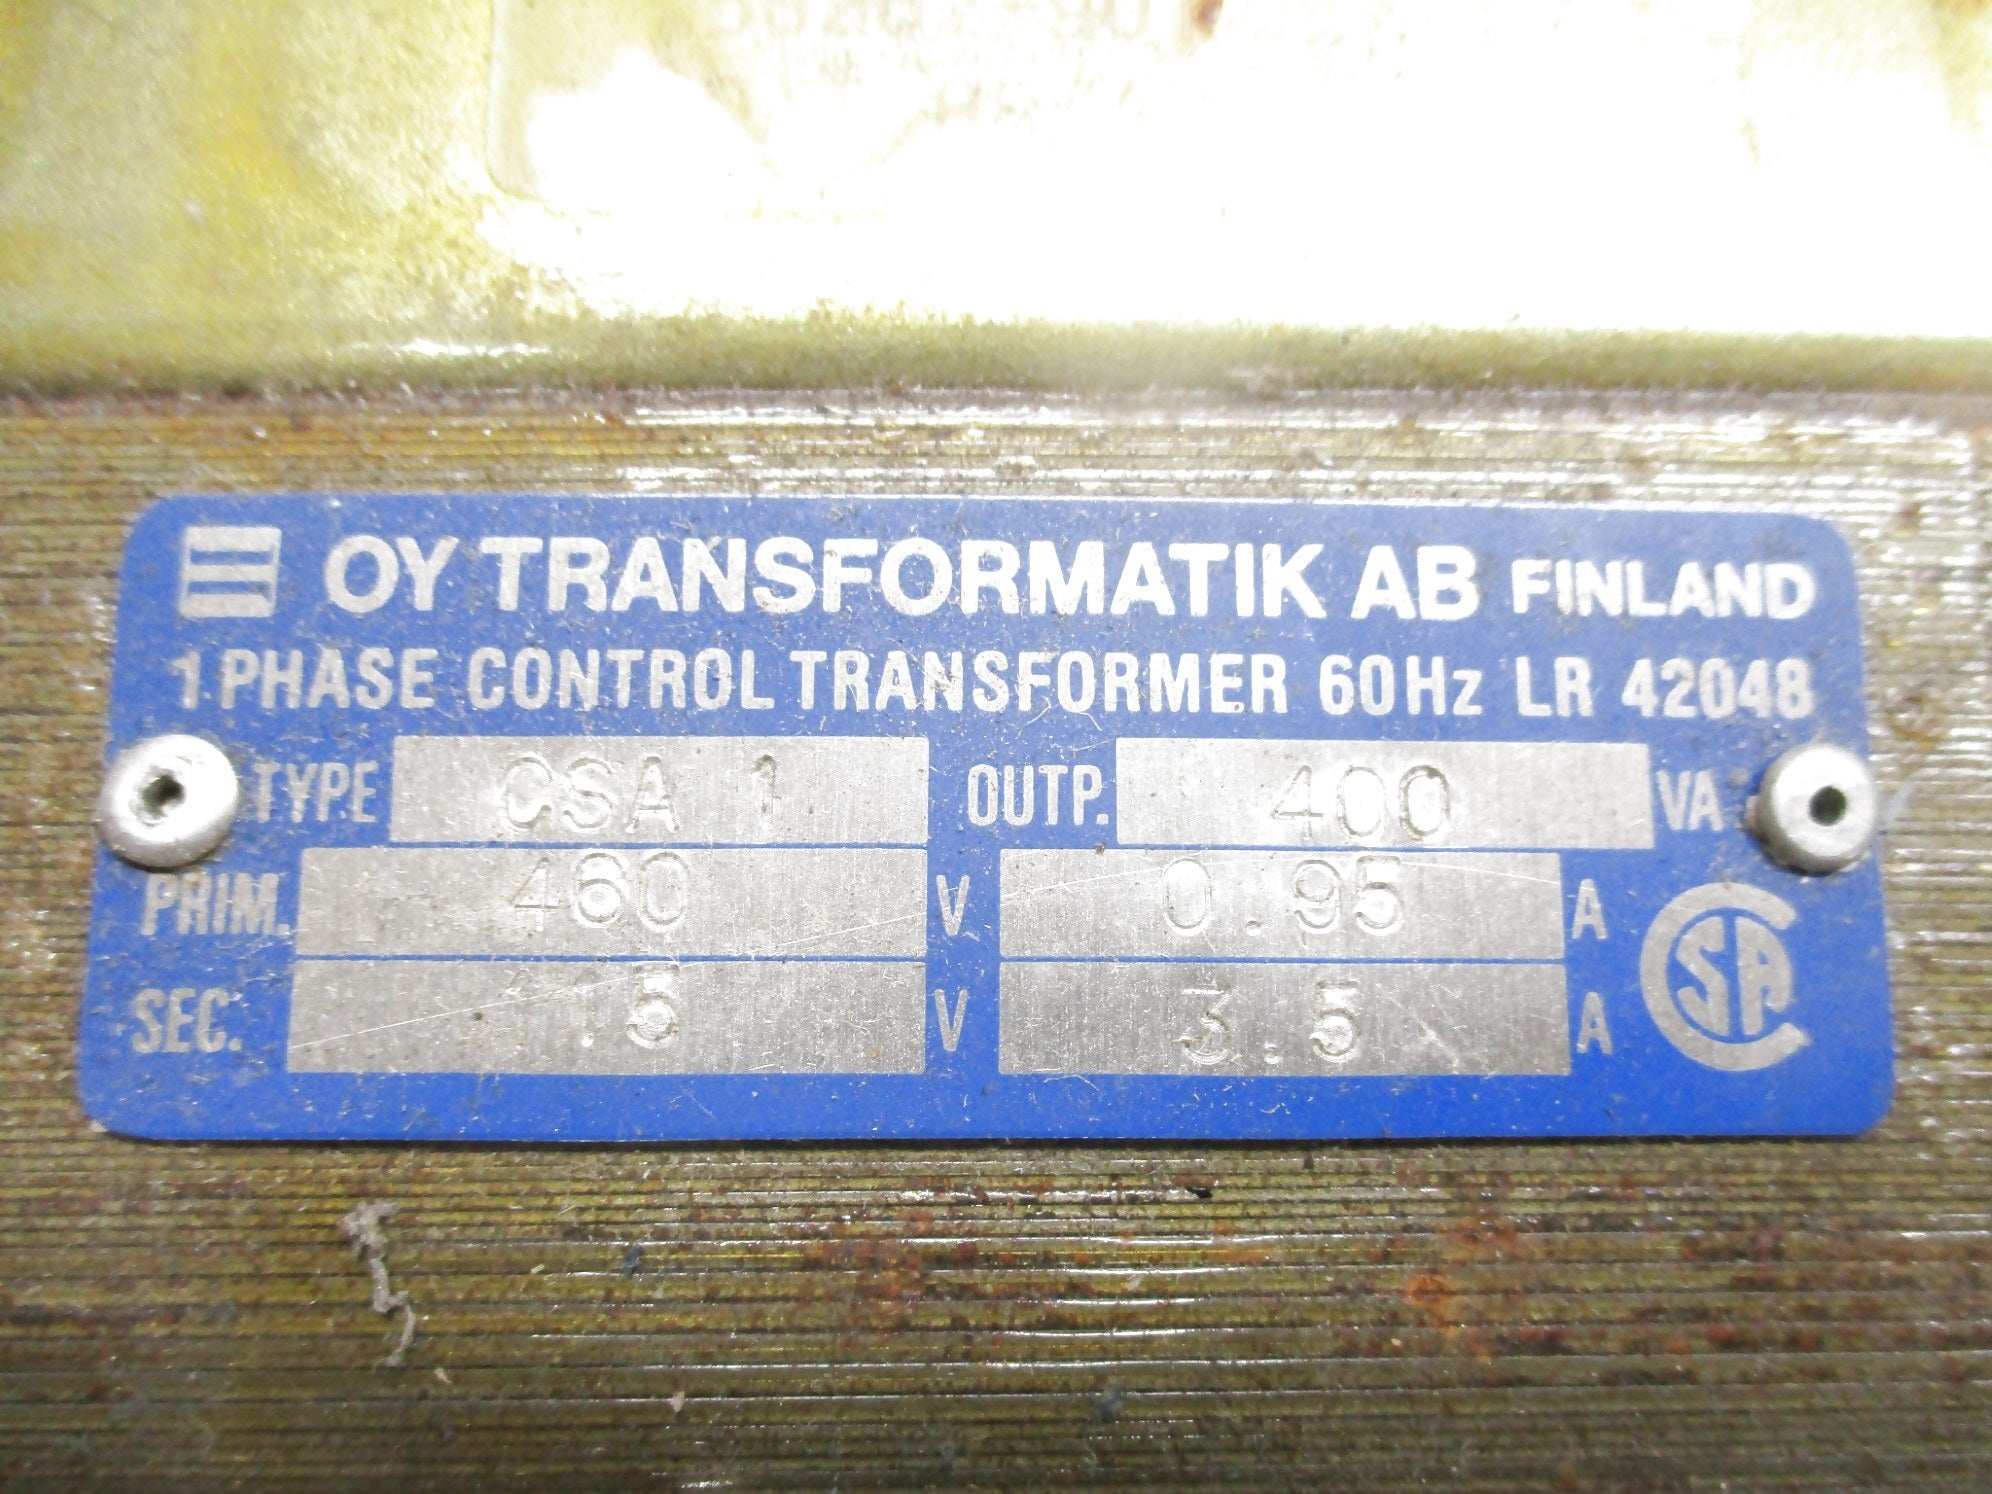 OY TRANSFORMATIK AB FINLAND
1 PHASE CONTROL TRANSFORMER 60Hz LR 42048
TYPE CSA 1 OUTP. 400 VA
PRIM. 460 V 0.95 A
SEC. 115 V 3.5 A
CSA